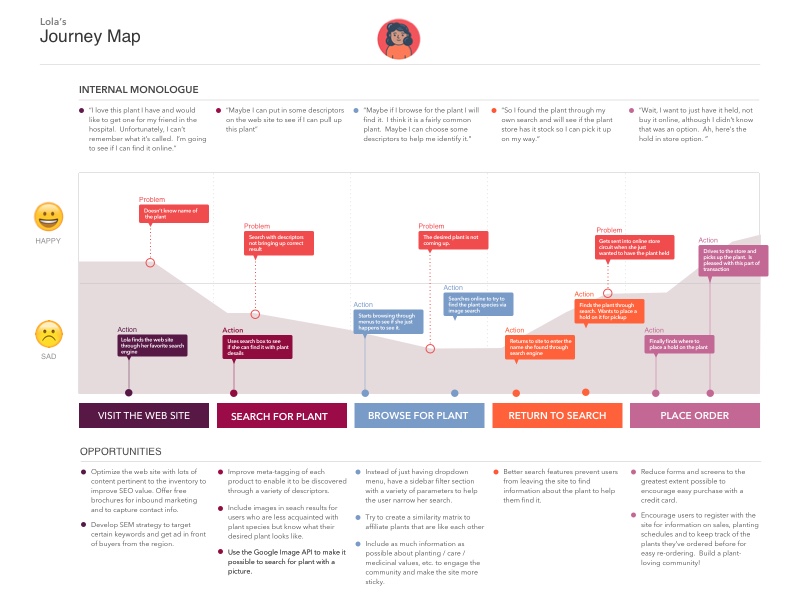 Lola's
Journey Map
INTERNAL MONOLOGUE
"I love this plant I have and would
like to get one for my friend in the
hospital. Unfortunately, I can't
remember what it's called. I'm going
to see if I can find it online."
"Maybe I can put in some descriptors
on the web site to see if I can pull up
this plant"
"Maybe if I browse for the plant I will
find it. I think it is a fairly common
plant. Maybe I can choose some
descriptors to help me identify it."
"So I found the plant through my
own search and will see if the plant
store has it stock so I can pick it up
on my way."
"Wait, I want to just have it held, not
buy it online, although I didn't know
that was an option. Ah, here's the
hold in store option. "
HAPPY
SAD
Problem
Doesn't know name of
the plant
Action
Lola finds the web site
through her favorite search
engine
Problem
Search with descriptors
not bringing up correct
result
Action
Uses search box to see
if she can find it with plant
details
Action
Starts browsing through
menus to see if she just
happens to see it.
Problem
The desired plant is not
coming up.
Action
Searches online to try to
find the plant species via
image search
Action
Returns to site to enter the
name she found through
search engine
Action
Finds the plant through
search. Wants to place a
hold on it for pickup
Problem
Gets sent into online store
circuit when she just
wanted to have the plant held
Action
Finally finds where to
place a hold on the plant
Action
Drives to the store and
picks up the plant. Is
pleased with this part of
transaction
VISIT THE WEB SITE
SEARCH FOR PLANT
BROWSE FOR PLANT
RETURN TO SEARCH
PLACE ORDER
OPPORTUNITIES
Optimize the web site with lots of
content pertinent to the inventory to
improve SEO value. Offer free
brochures for inbound marketing
and to capture contact info.
Develop SEM strategy to target
certain keywords and get ad in front
of buyers from the region.
Improve meta-tagging of each
product to enable it to be discovered
through a variety of descriptors.
Include images in seach results for
users who are less acquainted with
plant species but know what their
desired plant looks like.
Use the Google Image API to make it
possible to search for plant with a
picture.
Instead of just having dropdown
menu, have a sidebar filter section
with a variety of parameters to help
the user narrow her search.
Try to create a similarity matrix to
affiliate plants that are like each other
Include as much information as
possible about planting / care /
medicinal values, etc. to engage the
community and make the site more
sticky.
Better search features prevent users
from leaving the site to find
information about the plant to help
them find it.
Reduce forms and screens to the
greatest extent possible to
encourage easy purchase with a
credit card.
Encourage users to register with the
site for information on sales, planting
schedules and to keep track of the
plants they've ordered before for
easy re-ordering. Build a plant-
loving community!